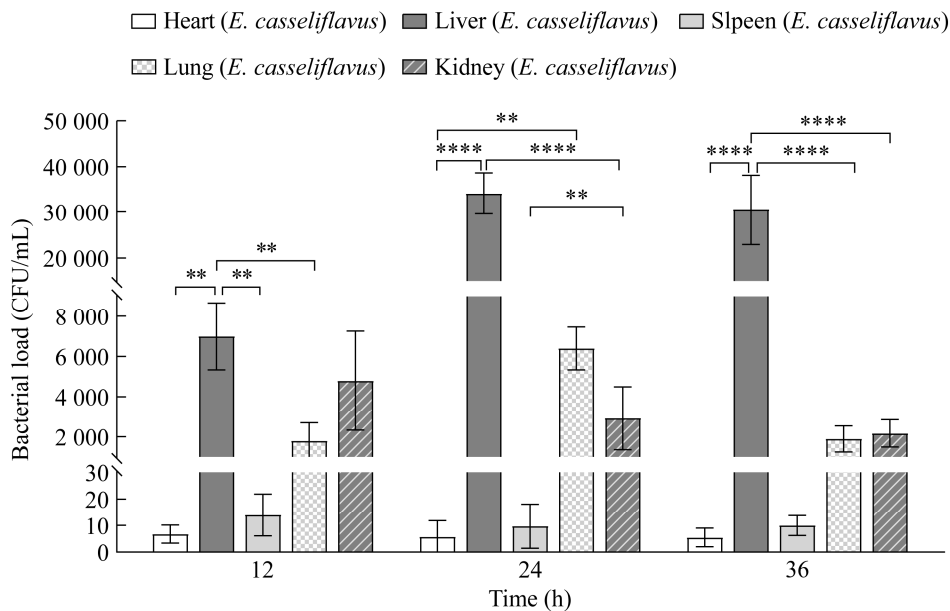 Heart (E. casseliflavus) Liver (E. casseliflavus) Slpeen (E. casseliflavus)
Lung (E. casseliflavus) Kidney (E. casseliflavus)
Bacterial load (CFU/mL)
50 000
40 000
30 000
20 000
8 000
6 000
4 000
2 000
30
20
10
0
** ** **
** **** **** **
**** **** ****
12 24 36
Time (h)